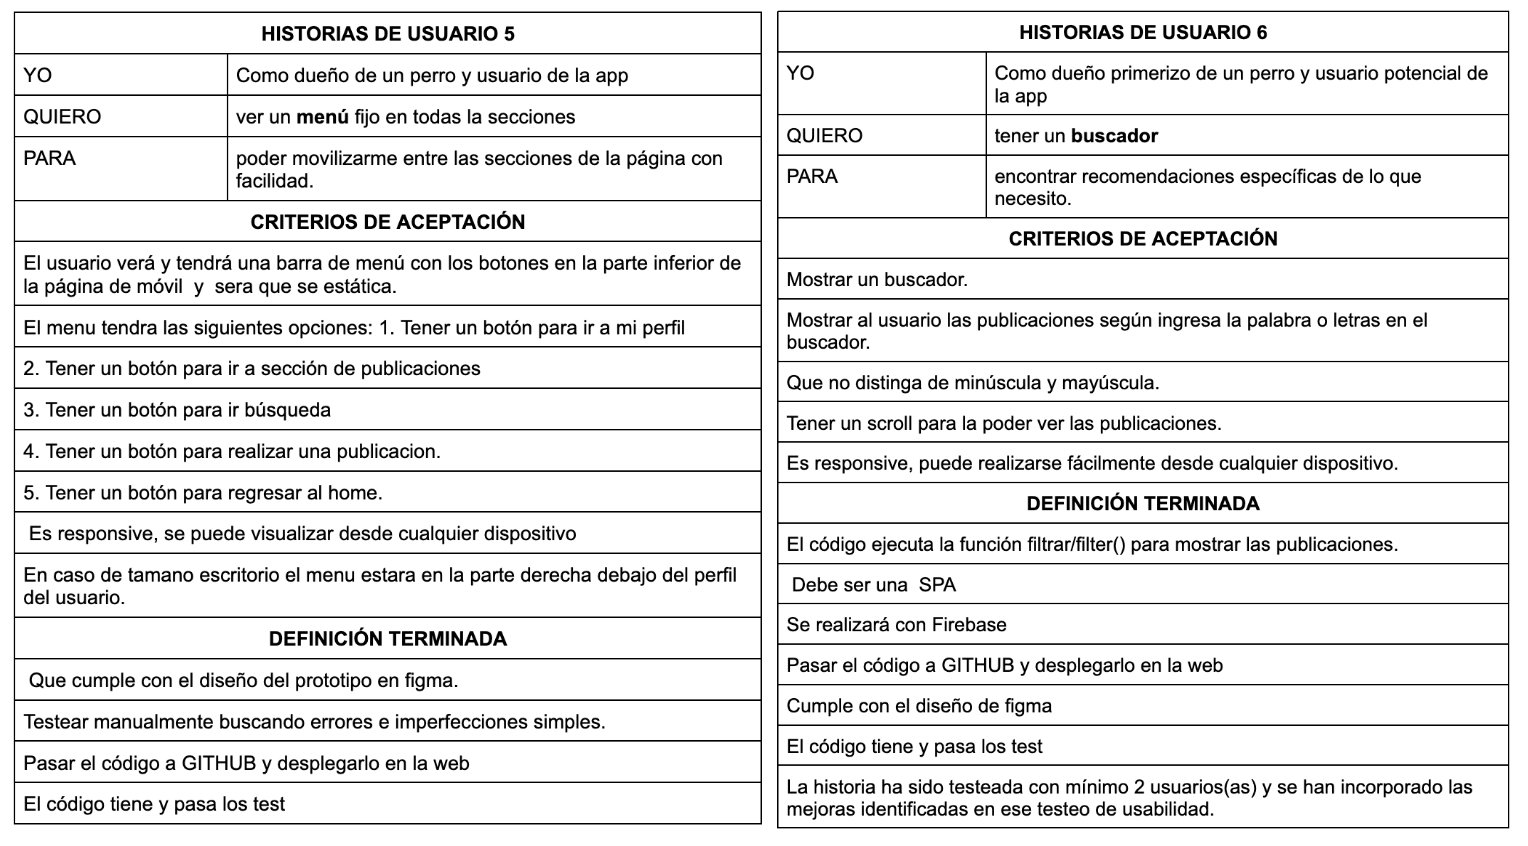 HISTORIAS DE USUARIO 5
YO
Como dueño de un perro y usuario de la app
QUIERO
ver un menú fijo en todas la secciones
PARA
poder movilizarme entre las secciones de la página con
facilidad.
CRITERIOS DE ACEPTACIÓN
El usuario verá y tendrá una barra de menú con los botones en la parte inferior de
la página de móvil y sera que se estática.
El menu tendra las siguientes opciones: 1. Tener un botón para ir a mi perfil
2. Tener un botón para ir a sección de publicaciones
3. Tener un botón para ir búsqueda
4. Tener un botón para realizar una publicacion.
5. Tener un botón para regresar al home.
Es responsive, se puede visualizar desde cualquier dispositivo
En caso de tamano escritorio el menu estara en la parte derecha debajo del perfil
del usuario.
DEFINICIÓN TERMINADA
Que cumple con el diseño del prototipo en figma.
Testear manualmente buscando errores e imperfecciones simples.
Pasar el código a GITHUB y desplegarlo en la web
El código tiene y pasa los test
HISTORIAS DE USUARIO 6
YO
Como dueño primerizo de un perro y usuario potencial de
la app
QUIERO
tener un buscador
PARA
encontrar recomendaciones específicas de lo que
necesito.
CRITERIOS DE ACEPTACIÓN
Mostrar un buscador.
Mostrar al usuario las publicaciones según ingresa la palabra o letras en el
buscador.
Que no distinga de minúscula y mayúscula.
Tener un scroll para la poder ver las publicaciones.
Es responsive, puede realizarse fácilmente desde cualquier dispositivo.
DEFINICIÓN TERMINADA
El código ejecuta la función filtrar/filter() para mostrar las publicaciones.
Debe ser una SPA
Se realizará con Firebase
Pasar el código a GITHUB y desplegarlo en la web
Cumple con el diseño de figma
El código tiene y pasa los test
La historia ha sido testeada con mínimo 2 usuarios(as) y se han incorporado las
mejoras identificadas en ese testeo de usabilidad.